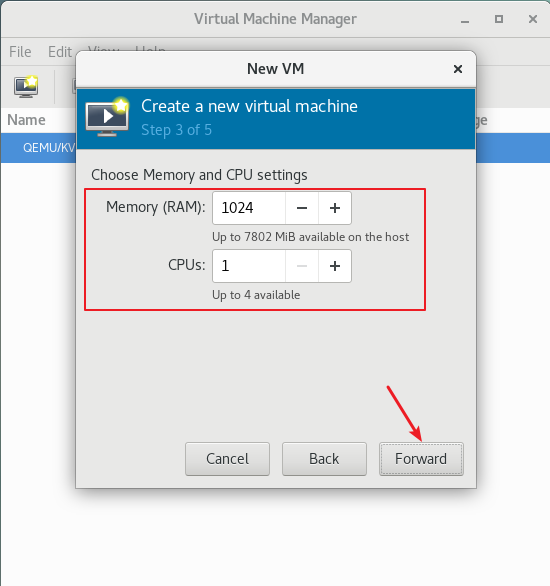 Virtual Machine Manager
File Edit View Help
New VM
Create a new virtual machine
Step 3 of 5
Name
QEMU/KV
Choose Memory and CPU settings
Memory (RAM): 1024
Up to 7802 MiB available on the host
CPUs: 1
Up to 4 available
Cancel Back Forward